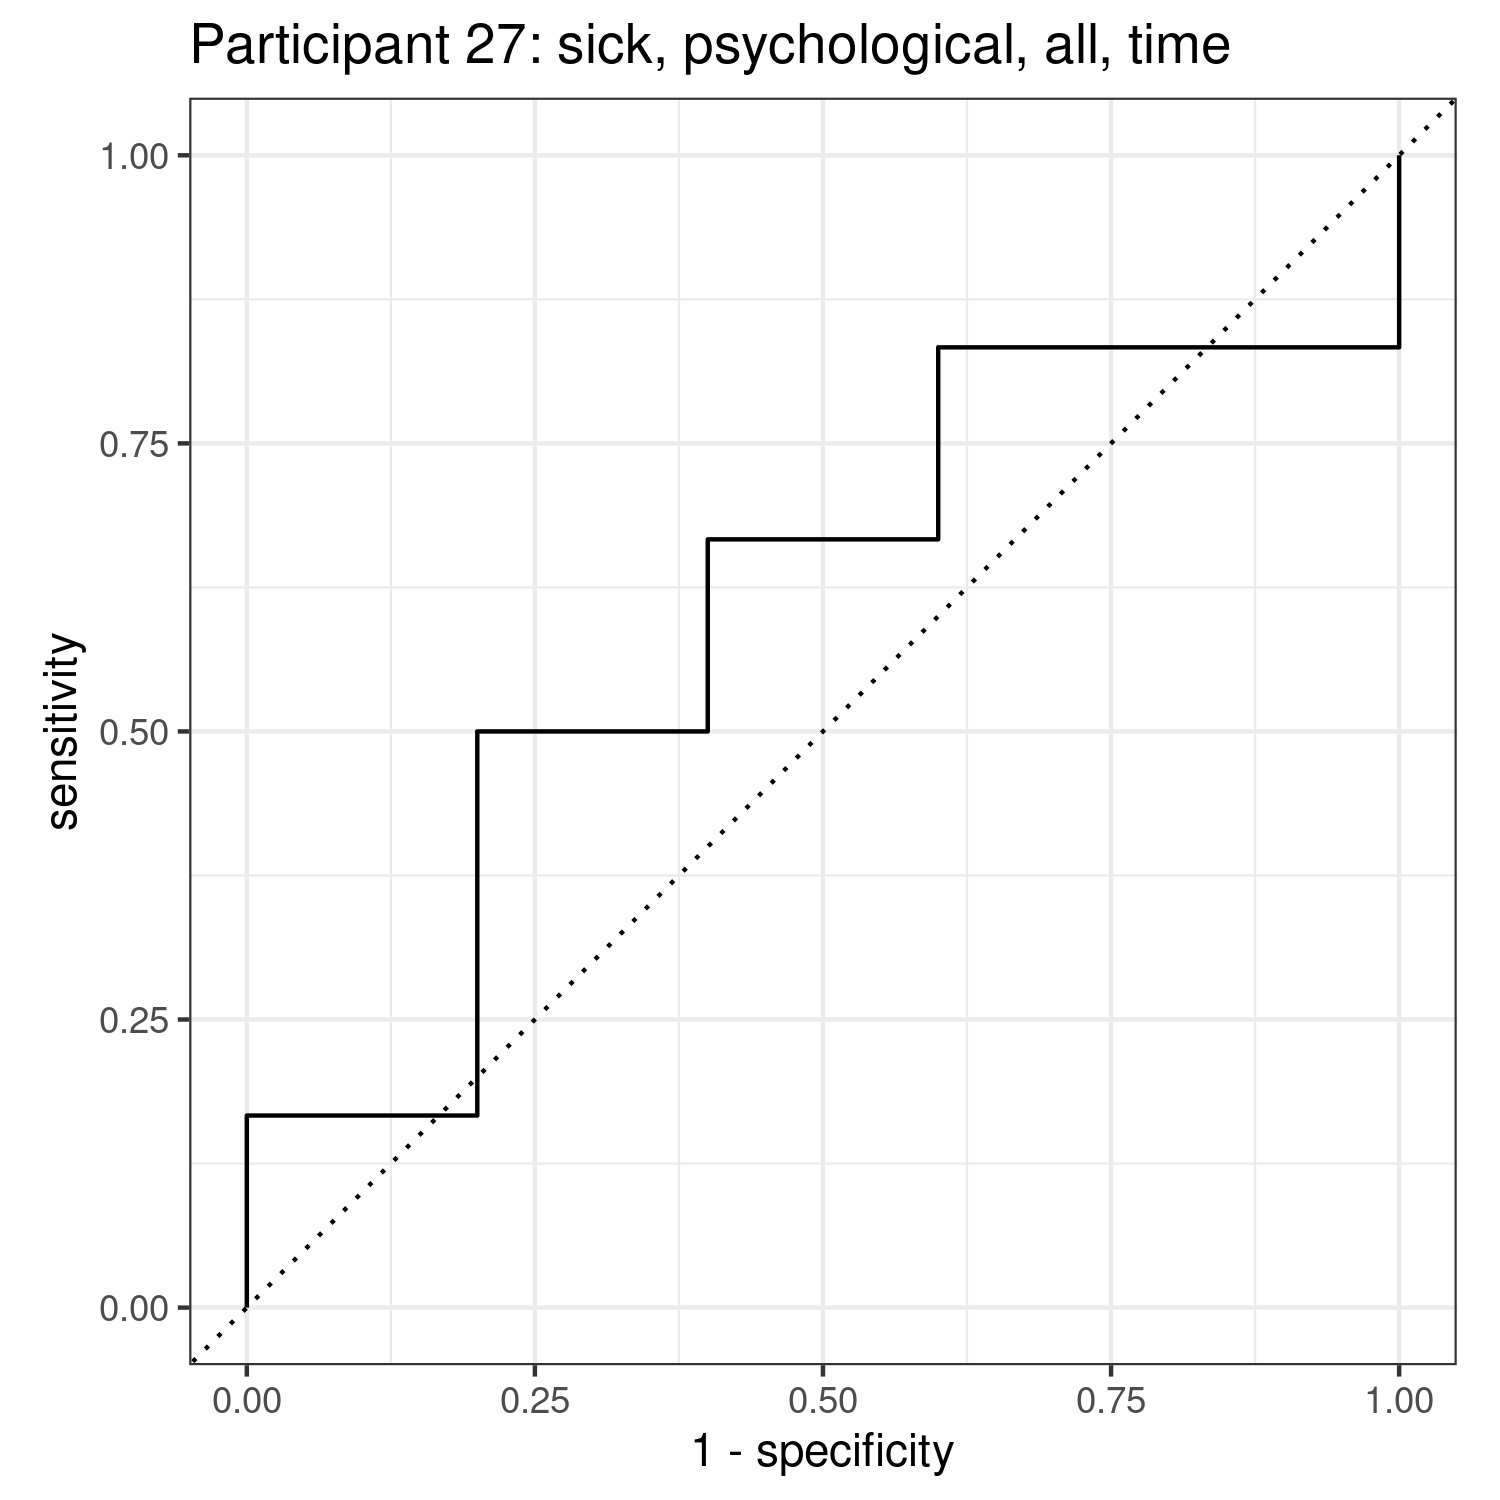 Participant 27: sick, psychological, all, time
1.00
0.75
0.50
0.25
0.00
sensitivity
0.00 0.25 0.50 0.75 1.00
1 - specificity